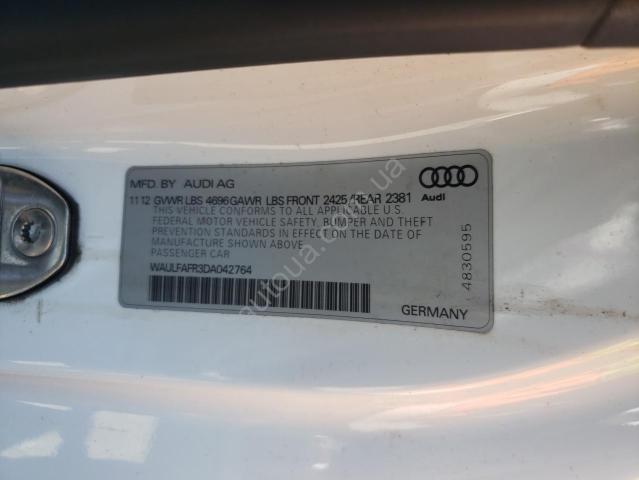 MFD. BY AUDI AG
Audi
11 12 GVWR LBS 4696 GAWR LBS FRONT 2425 /REAR 2381
THIS VEHICLE CONFORMS TO ALL APPLICABLE U.S.
FEDERAL MOTOR VEHICLE SAFETY, BUMPER AND THEFT
PREVENTION STANDARDS IN EFFECT ON THE DATE OF
MANUFACTURE SHOWN ABOVE.
PASSENGER CAR
WAULFAFR3DA042764
GERMANY
4830595
autoua.com.ua